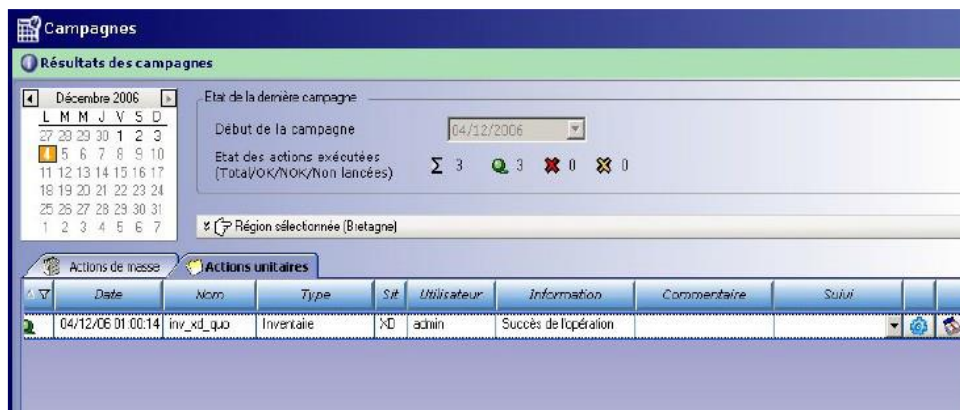 Campagnes
Résultats des campagnes
Décembre 2006
L M M J V S D
27 28 29 30 1 2 3
4 5 6 7 8 9 10
11 12 13 14 15 16 17
18 19 20 21 22 23 24
25 26 27 28 29 30 31
1 2 3 4 5 6 7
Etat de la dernière campagne
Début de la campagne 04/12/2006
Etat des actions exécutées
(Total/OK/NOK/Non lancées) Σ 3 3 0 0
Région sélectionnée (Bretagne)
Actions de masse Actions unitaires
Date Nom Type Sit Utilisateur Information Commentaire Suivi
04/12/06 01:00:14 inv_xd_quo Inventaire XD admin Succès de l'opération